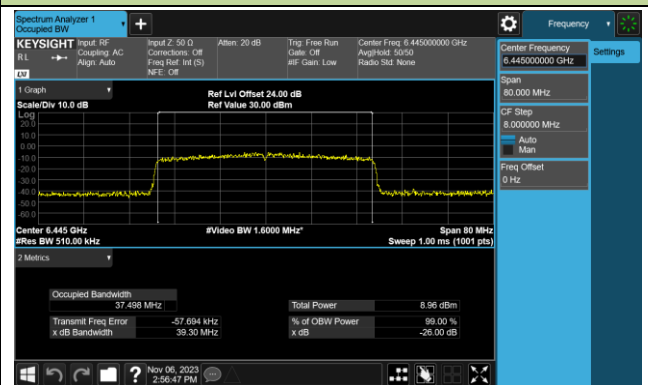 Spectrum Analyzer 1
Occupied BW
+
Frequency
KEYSIGHT
RL
LXI
Input: RF
Coupling: AC
Align: Auto
Input Z: 50 Ω
Corrections: Off
Freq Ref: Int (S)
NFE: Off
Atten: 20 dB
Trig: Free Run
Gate: Off
#IF Gain: Low
Center Freq: 6.445000000 GHz
Avg|Hold: 50/50
Radio Std: None
Center Frequency
6.445000000 GHz
Settings
Span
80.000 MHz
CF Step
8.000000 MHz
Auto
Man
Freq Offset
0 Hz
1 Graph
Scale/Div 10.0 dB
Ref Lvl Offset 24.00 dB
Ref Value 30.00 dBm
Log
20.0
10.0
0.00
-10.0
-20.0
-30.0
-40.0
-50.0
-60.0
Center 6.445 GHz
#Video BW 1.6000 MHz*
Span 80 MHz
#Res BW 510.00 kHz
Sweep 1.00 ms (1001 pts)
2 Metrics
Occupied Bandwidth
37.498 MHz
Total Power 8.96 dBm
Transmit Freq Error -57.694 kHz
% of OBW Power 99.00 %
x dB Bandwidth 39.30 MHz
x dB -26.00 dB
?
Nov 06, 2023
2:56:47 PM